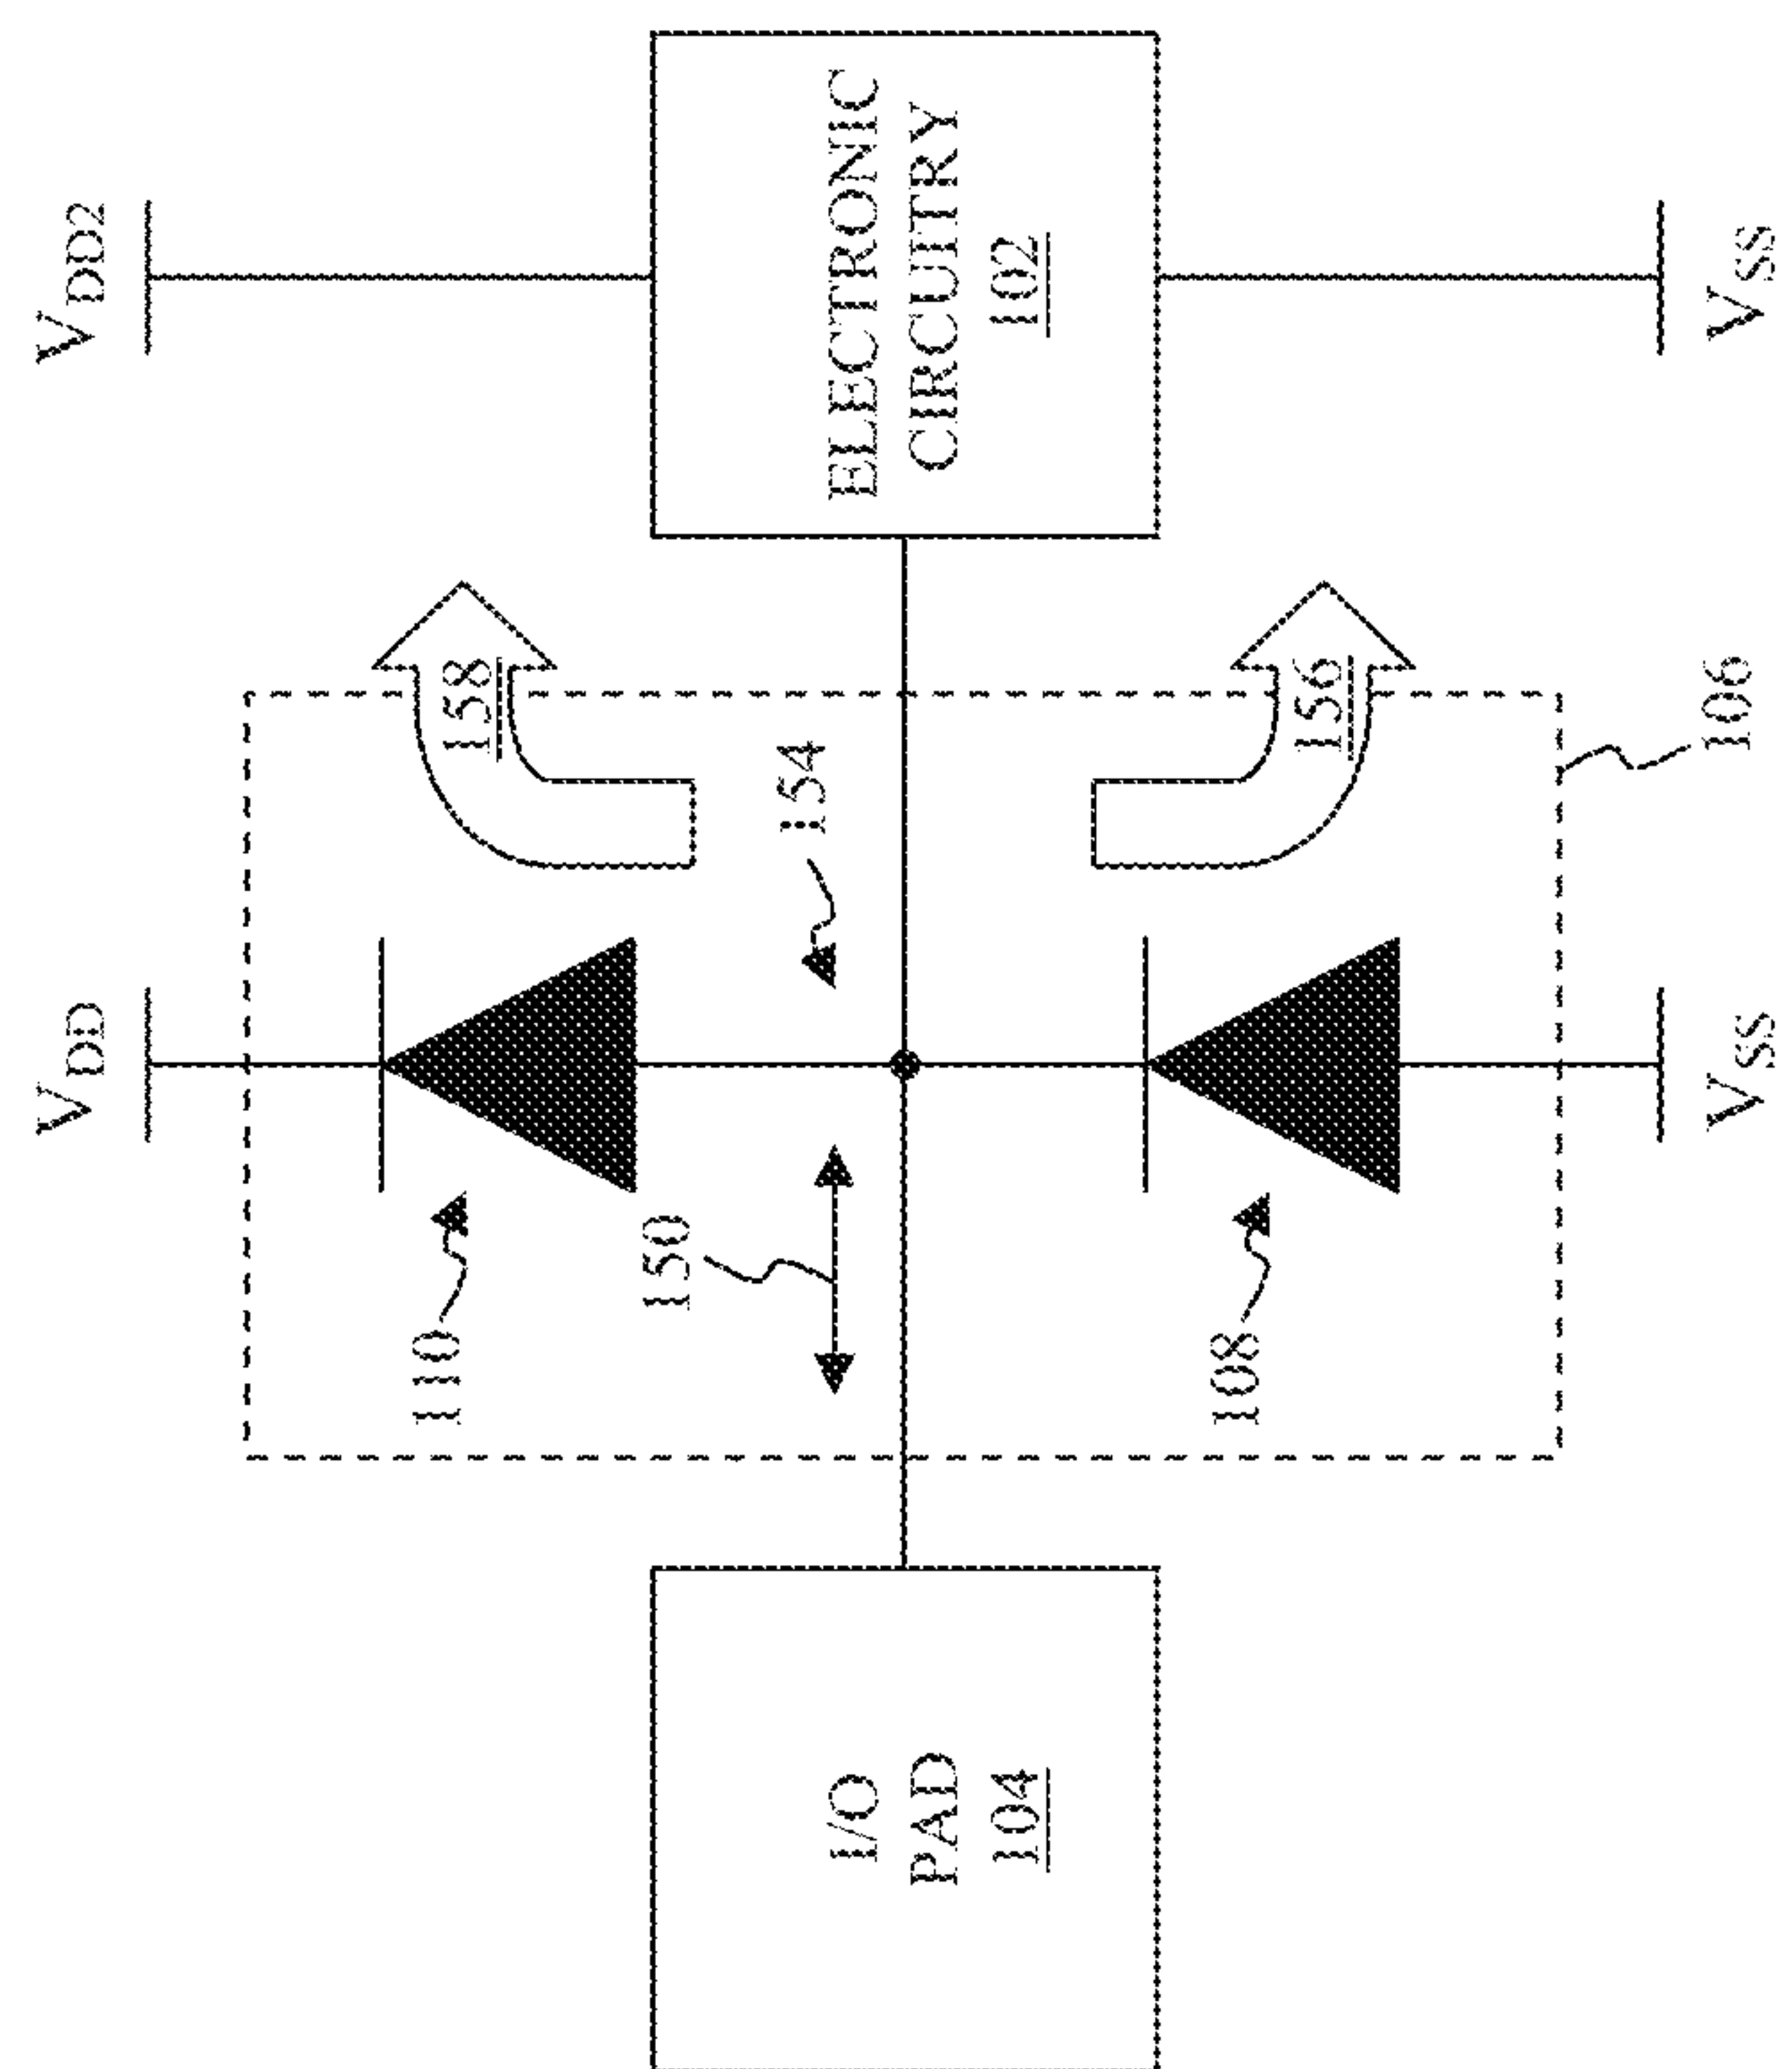 I/O
PAD
104
V_DD
110
150
154
158
108
156
V_SS
106
V_DD2
ELECTRONIC
CIRCUITRY
102
V_SS